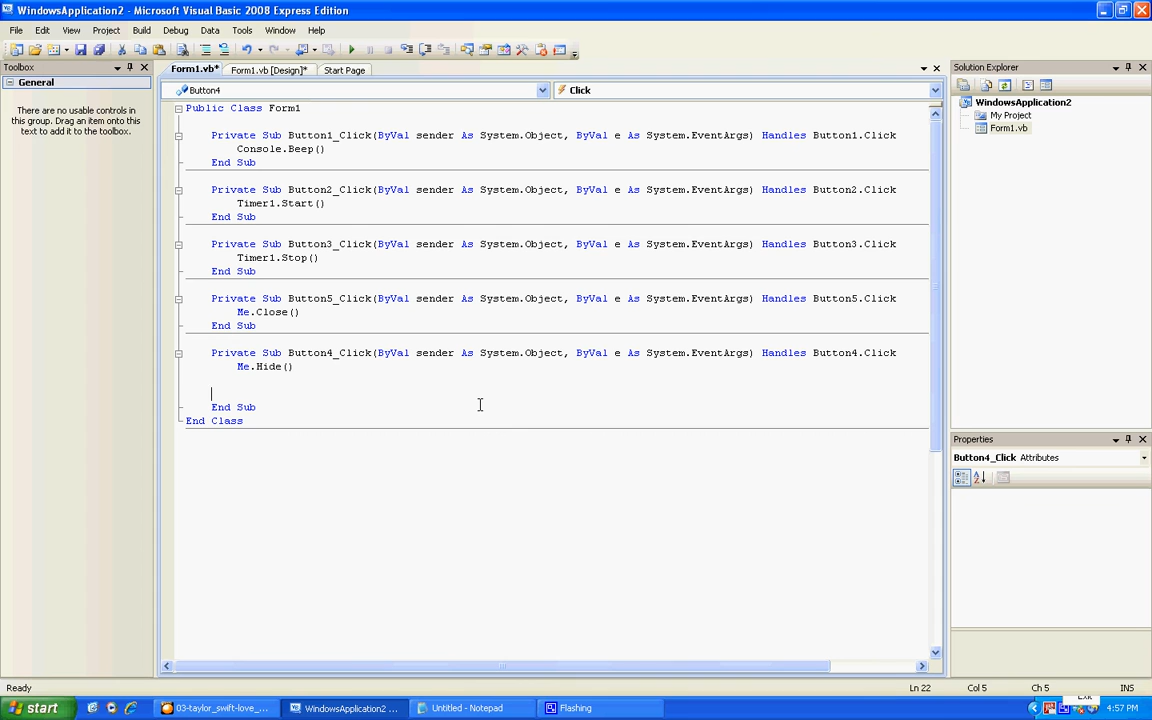 WindowsApplication2 - Microsoft Visual Basic 2008 Express Edition
File Edit View Project Build Debug Data Tools Window Help
Toolbox
General
There are no usable controls in
this group. Drag an item onto this
text to add it to the toolbox.
Form1.vb* Form1.vb [Design]* Start Page
Button4 Click
Public Class Form1
Private Sub Button1_Click(ByVal sender As System.Object, ByVal e As System.EventArgs) Handles Button1.Click
Console.Beep()
End Sub
Private Sub Button2_Click(ByVal sender As System.Object, ByVal e As System.EventArgs) Handles Button2.Click
Timer1.Start()
End Sub
Private Sub Button3_Click(ByVal sender As System.Object, ByVal e As System.EventArgs) Handles Button3.Click
Timer1.Stop()
End Sub
Private Sub Button5_Click(ByVal sender As System.Object, ByVal e As System.EventArgs) Handles Button5.Click
Me.Close()
End Sub
Private Sub Button4_Click(ByVal sender As System.Object, ByVal e As System.EventArgs) Handles Button4.Click
Me.Hide()
End Sub
End Class
Solution Explorer
WindowsApplication2
My Project
Form1.vb
Properties
Button4_Click Attributes
Ready Ln 22 Col 5 Ch 5 INS
start 03-taylor_swift-love_... WindowsApplication2 ... Untitled - Notepad Flashing 4:57 PM